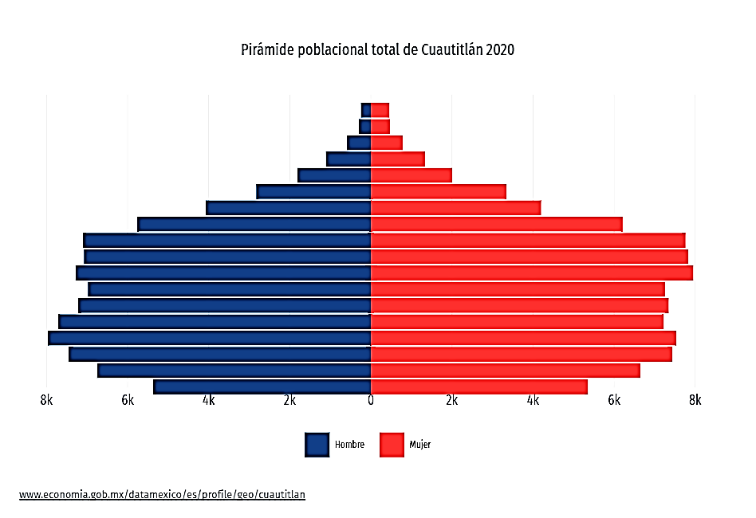 Pirámide poblacional total de Cuautitlán 2020
8k 6k 4k 2k 0 2k 4k 6k 8k
Hombre Mujer
www.economia.gob.mx/datamexico/es/profile/geo/cuautitlan